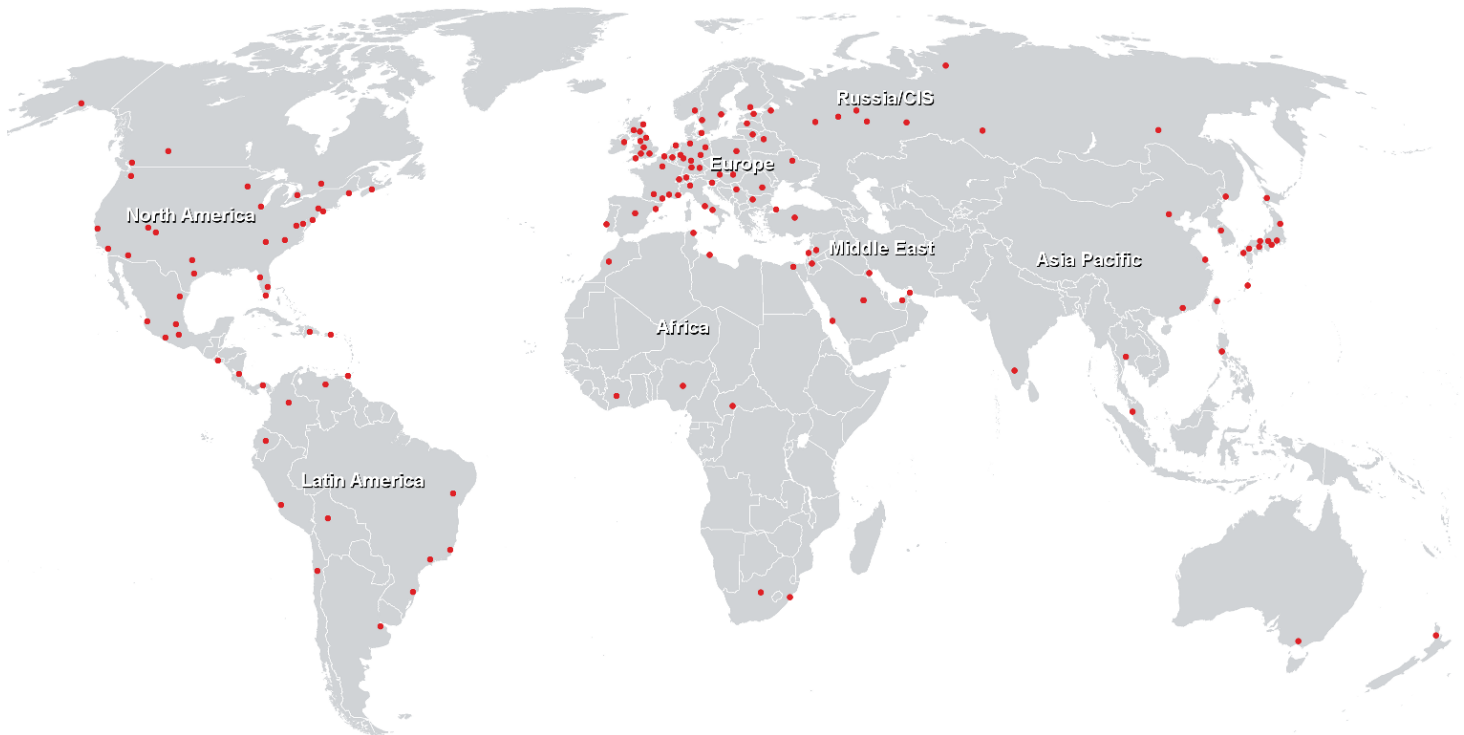 Russia/CIS
Europe
North America
Middle East
Asia Pacific
Africa
Latin America